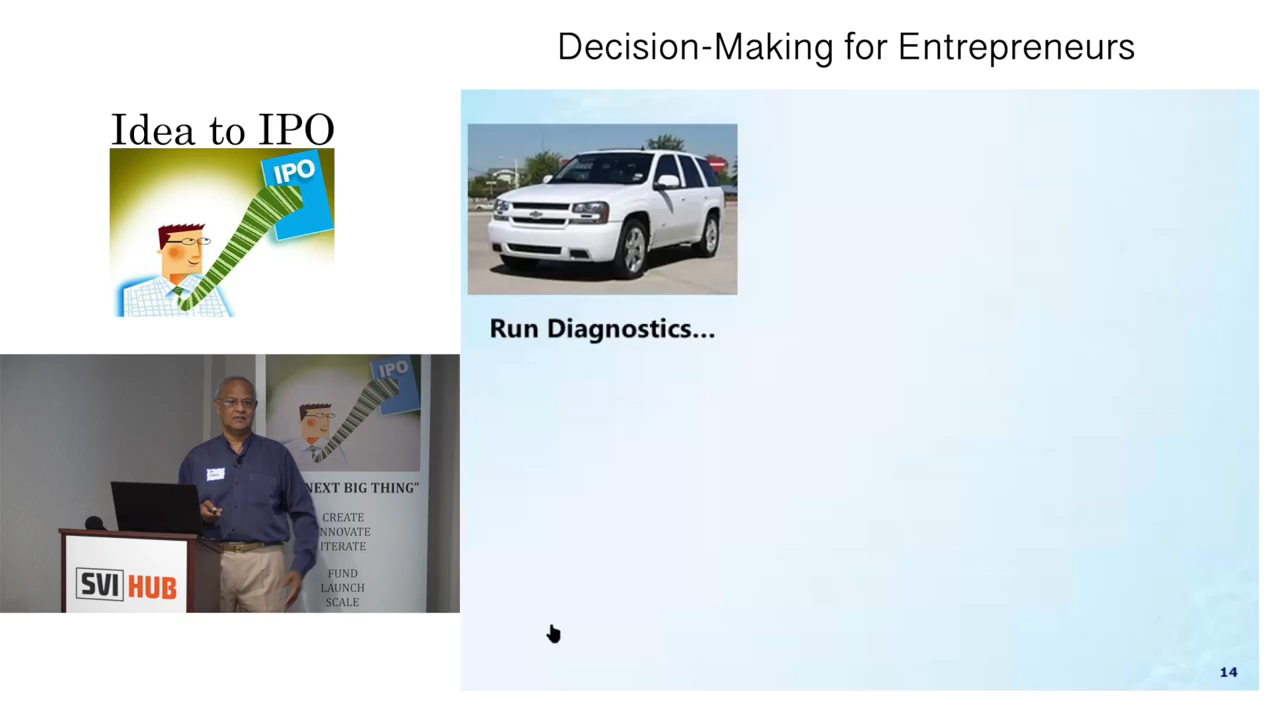 Decision-Making for Entrepreneurs
Idea to IPO
IPO
Run Diagnostics...
IPO
NEXT BIG THING"
CREATE
INNOVATE
ITERATE
FUND
LAUNCH
SCALE
SVI HUB
14